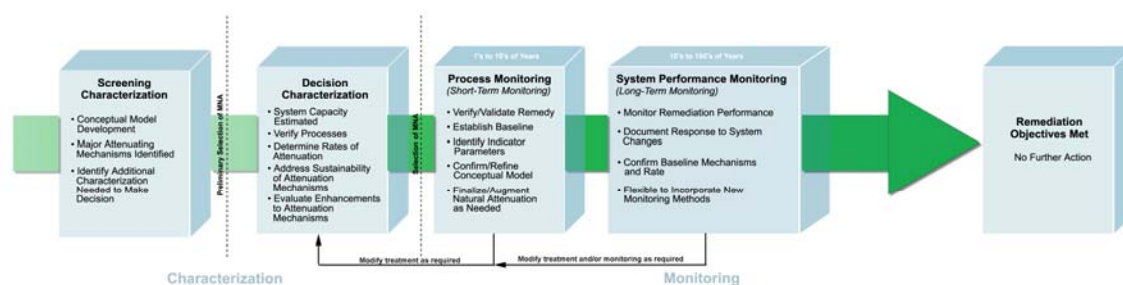 Screening
Characterization
• Conceptual Model
Development
• Major Attenuating
Mechanisms Identified
• Identify Additional
Characterization
Needed to Make
Decision
Preliminary Selection of MNA
Decision
Characterization
• System Capacity
Estimated
• Verify Processes
• Determine Rates of
Attenuation
• Address Sustainability
of Attenuation
Mechanisms
• Evaluate Enhancements
to Attenuation
Mechanisms
Selection of MNA
1's to 10's of Years
Process Monitoring
(Short-Term Monitoring)
• Verify/Validate Remedy
• Establish Baseline
• Identify Indicator
Parameters
• Confirm/Refine
Conceptual Model
• Finalize/Augment
Natural Attenuation
as Needed
10's to 100's of Years
System Performance Monitoring
(Long-Term Monitoring)
• Monitor Remediation Performance
• Document Response to System
Changes
• Confirm Baseline Mechanisms
and Rate
• Flexible to Incorporate New
Monitoring Methods
Remediation
Objectives Met
No Further Action
Modify treatment as required
Modify treatment and/or monitoring as required
Characterization
Monitoring